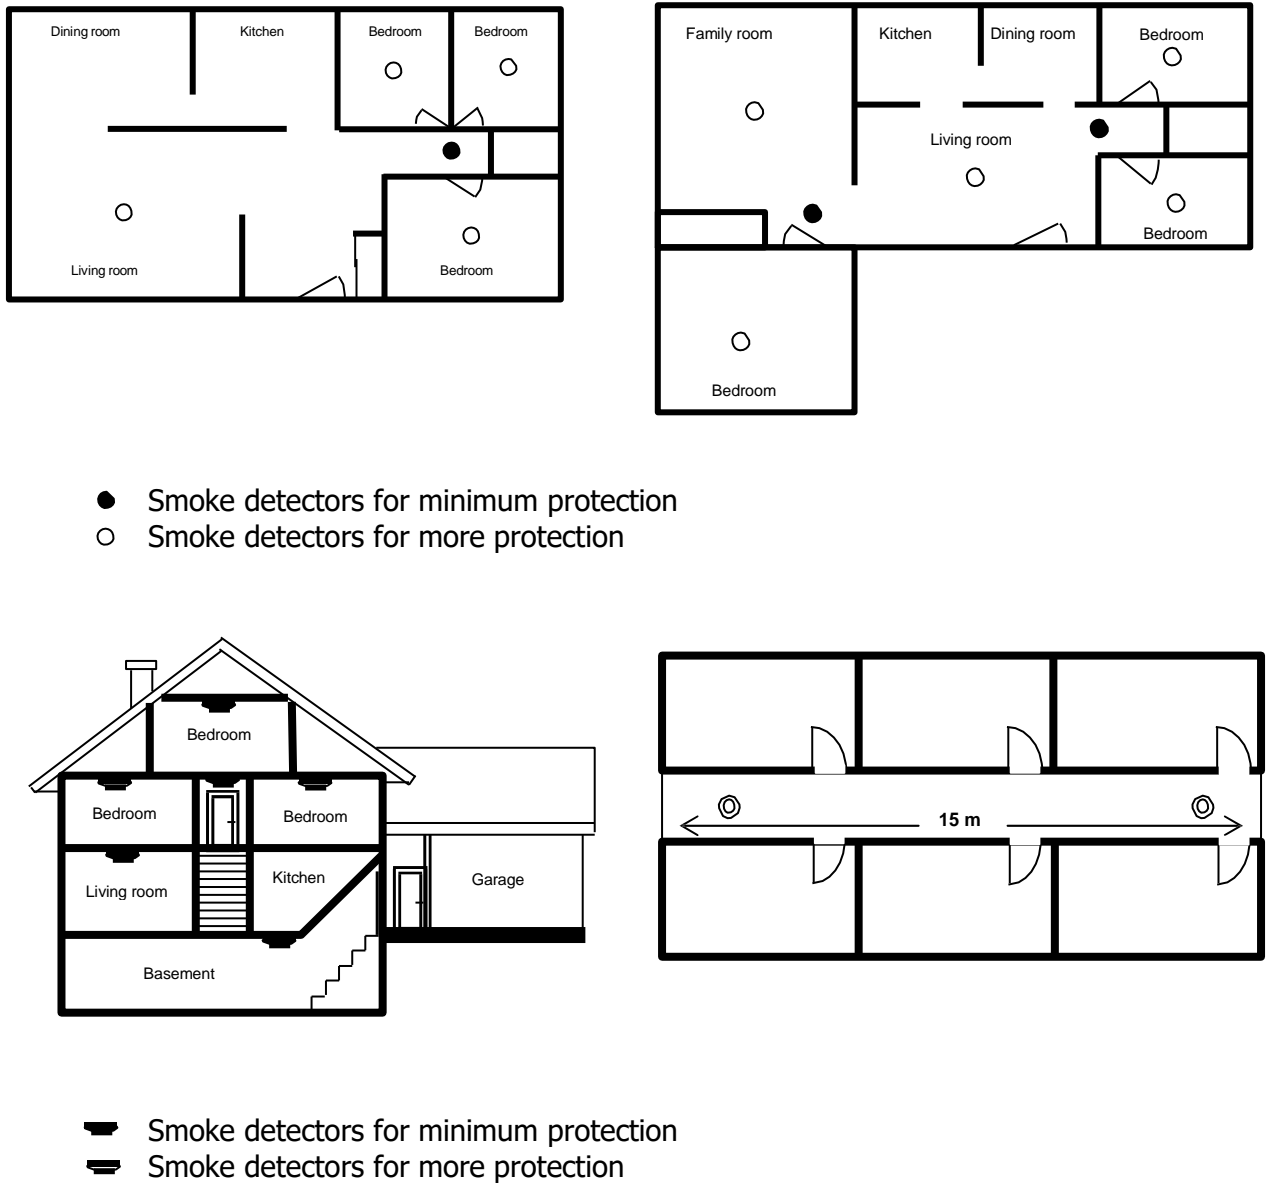 Dining room
Kitchen
Bedroom
Bedroom
Living room
Bedroom
Family room
Kitchen
Dining room
Bedroom
Living room
Bedroom
Bedroom
Smoke detectors for minimum protection
Smoke detectors for more protection
Bedroom
Bedroom
Bedroom
Living room
Kitchen
Garage
Basement
15 m
Smoke detectors for minimum protection
Smoke detectors for more protection